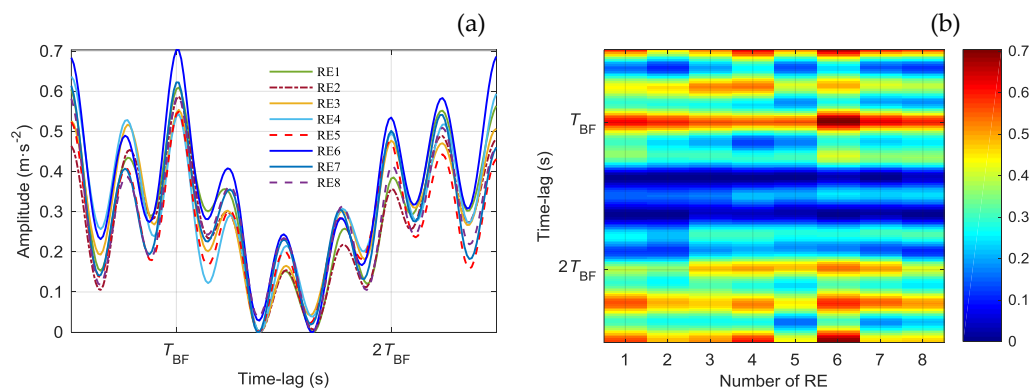 (a)
(b)
Amplitude (m·s⁻²)
0.7
0.6
0.5
0.4
0.3
0.2
0.1
0
RE1
RE2
RE3
RE4
RE5
RE6
RE7
RE8
T_BF
2T_BF
Time-lag (s)
Time-lag (s)
T_BF
2T_BF
1 2 3 4 5 6 7 8
Number of RE
0.7
0.6
0.5
0.4
0.3
0.2
0.1
0